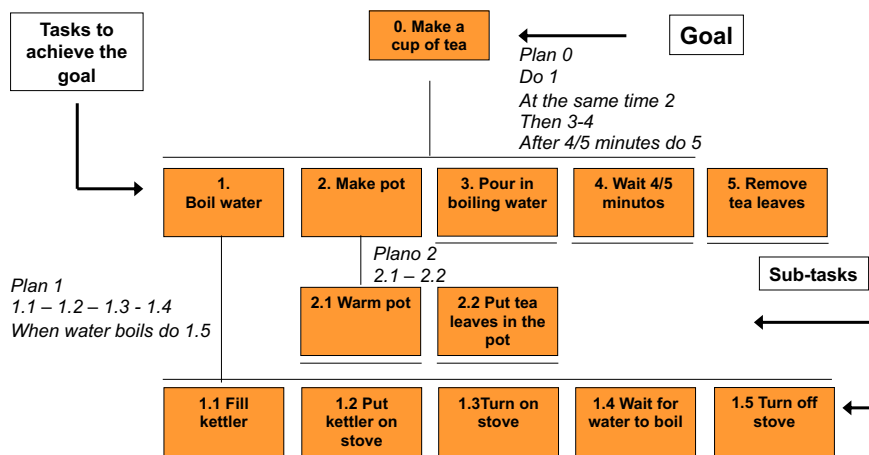 Tasks to
achieve the
goal
0. Make a
cup of tea
Goal
Plan 0
Do 1
At the same time 2
Then 3-4
After 4/5 minutes do 5
1.
Boil water
2. Make pot
3. Pour in
boiling water
4. Wait 4/5
minutos
5. Remove
tea leaves
Plano 2
2.1 – 2.2
Plan 1
1.1 – 1.2 – 1.3 - 1.4
When water boils do 1.5
Sub-tasks
2.1 Warm pot
2.2 Put tea
leaves in the
pot
1.1 Fill
kettler
1.2 Put
kettler on
stove
1.3Turn on
stove
1.4 Wait for
water to boil
1.5 Turn off
stove